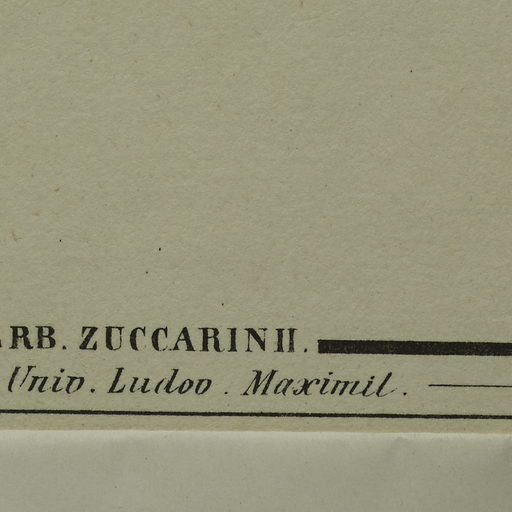 RB. ZUCCARINII.
Univ. Ludov. Maximil.